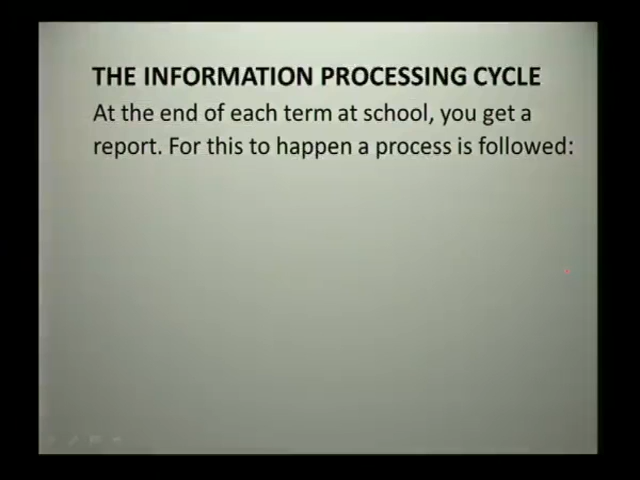 THE INFORMATION PROCESSING CYCLE
At the end of each term at school, you get a
report. For this to happen a process is followed: